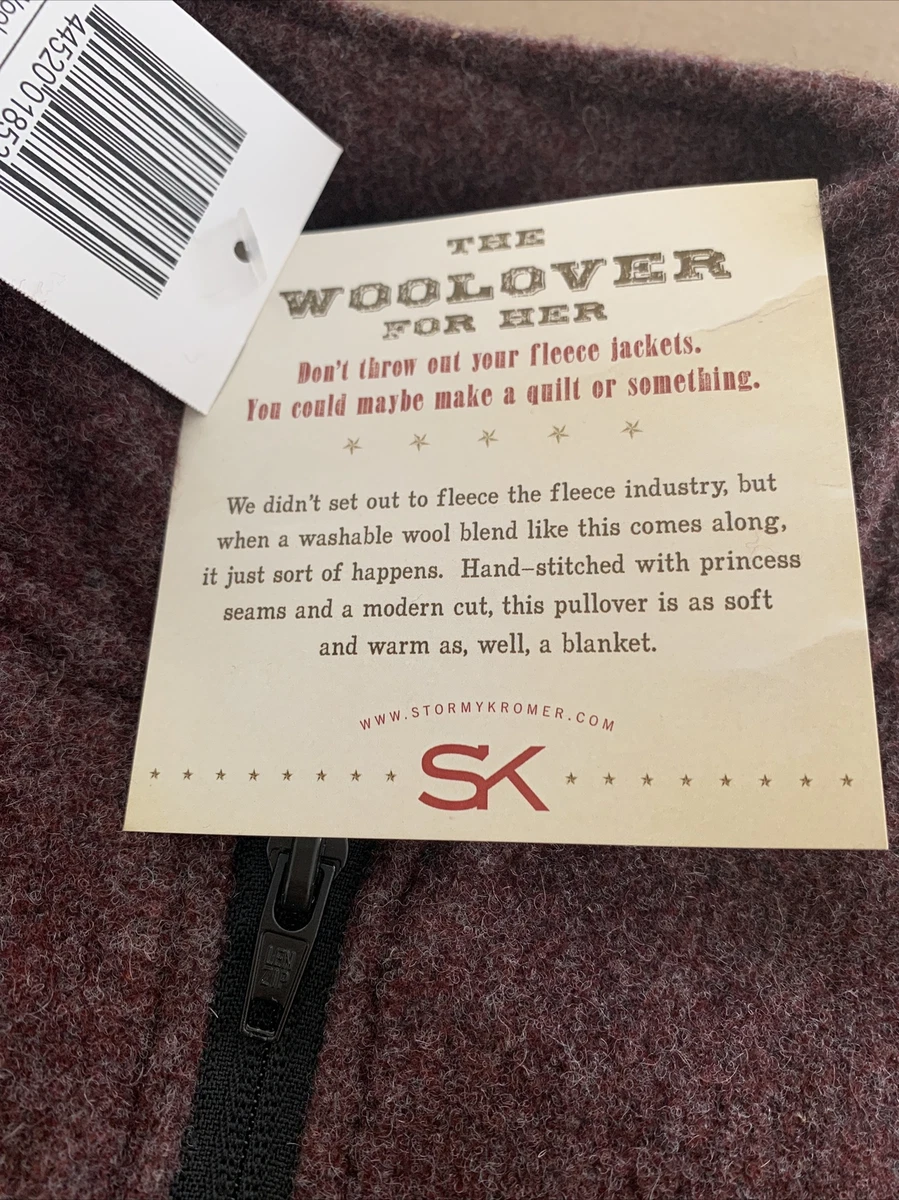 4452001852
THE
WOOLOVER
FOR HER
Don't throw out your fleece jackets.
You could maybe make a quilt or something.
We didn't set out to fleece the fleece industry, but
when a washable wool blend like this comes along,
it just sort of happens. Hand-stitched with princess
seams and a modern cut, this pullover is as soft
and warm as, well, a blanket.
WWW.STORMYKROMER.COM
SK